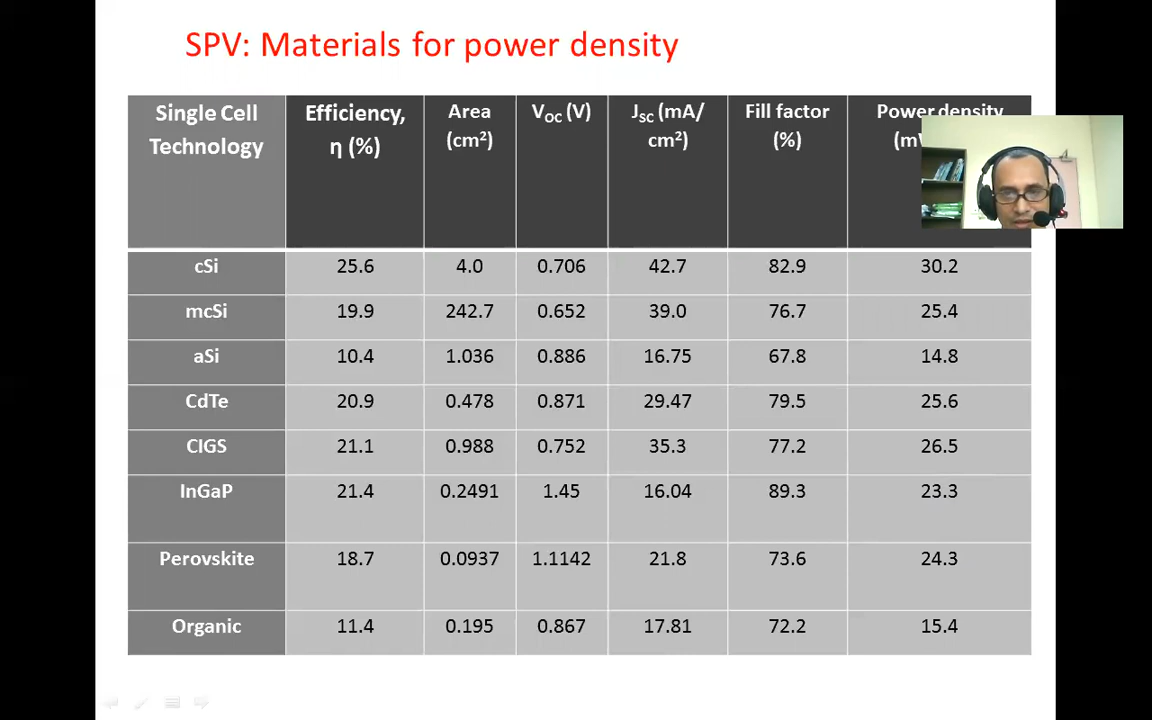 SPV: Materials for power density
Single Cell Technology Efficiency, η (%) Area (cm²) V_OC (V) J_SC (mA/ cm²) Fill factor (%) Power density
cSi 25.6 4.0 0.706 42.7 82.9 30.2
mcSi 19.9 242.7 0.652 39.0 76.7 25.4
aSi 10.4 1.036 0.886 16.75 67.8 14.8
CdTe 20.9 0.478 0.871 29.47 79.5 25.6
CIGS 21.1 0.988 0.752 35.3 77.2 26.5
InGaP 21.4 0.2491 1.45 16.04 89.3 23.3
Perovskite 18.7 0.0937 1.1142 21.8 73.6 24.3
Organic 11.4 0.195 0.867 17.81 72.2 15.4